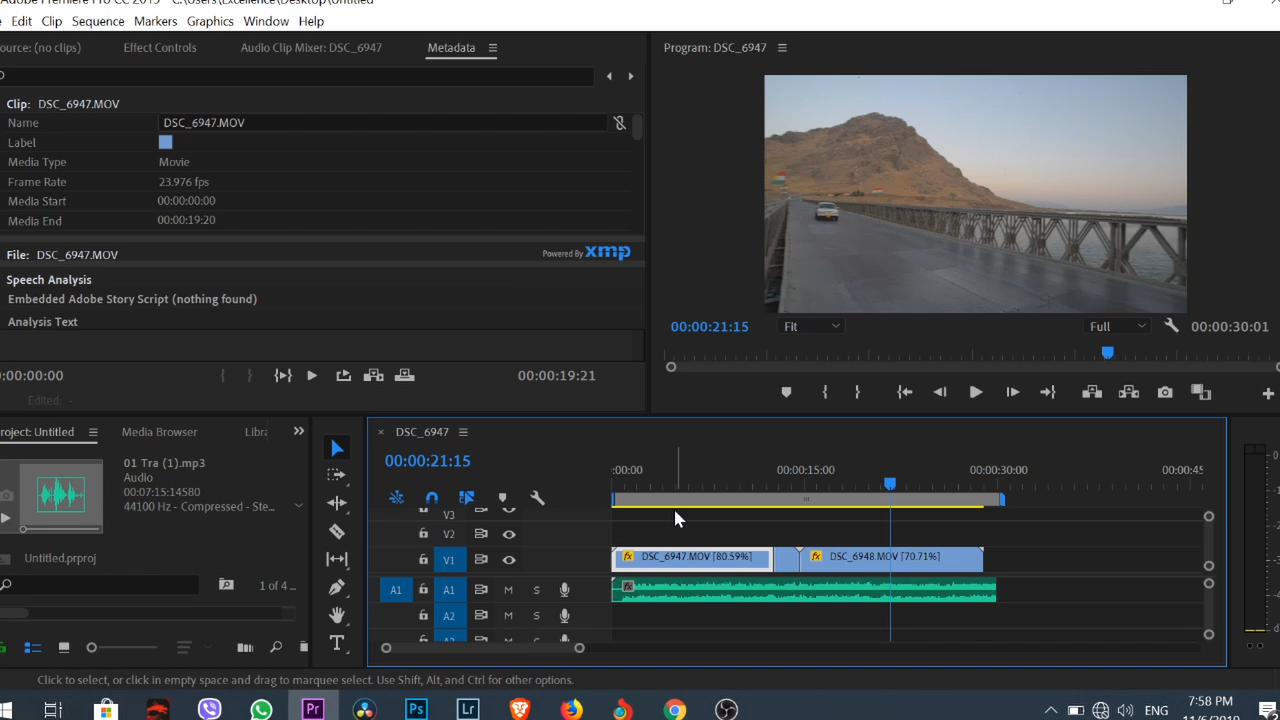 Adobe Premiere Pro CC 2019 - C:\Users\Excellence\Desktop\Untitled
Edit Clip Sequence Markers Graphics Window Help
ource: (no clips) Effect Controls Audio Clip Mixer: DSC_6947 Metadata
Program: DSC_6947
Clip: DSC_6947.MOV
Name DSC_6947.MOV
Label
Media Type Movie
Frame Rate 23.976 fps
Media Start 00:00:00:00
Media End 00:00:19:20
File: DSC_6947.MOV Powered By xmp
Speech Analysis
Embedded Adobe Story Script (nothing found)
Analysis Text
:00:00:00 00:00:19:21
Edited: -
00:00:21:15 Fit Full 00:00:30:01
roject: Untitled Media Browser Libra
01 Tra (1).mp3
Audio
00:07:15:14580
44100 Hz - Compressed - Ste...
Untitled.prproj
1 of 4 ...
DSC_6947
00:00:21:15
:00:00 00:00:15:00 00:00:30:00 00:00:45
V3
V2
V1 DSC_6947.MOV [80.59%] DSC_6948.MOV [70.71%]
A1 A1 M S
A2 M S
T
0
Click to select, or click in empty space and drag to marquee select. Use Shift, Alt, and Ctrl for other options.
Pr Ps Lr
ENG
7:58 PM